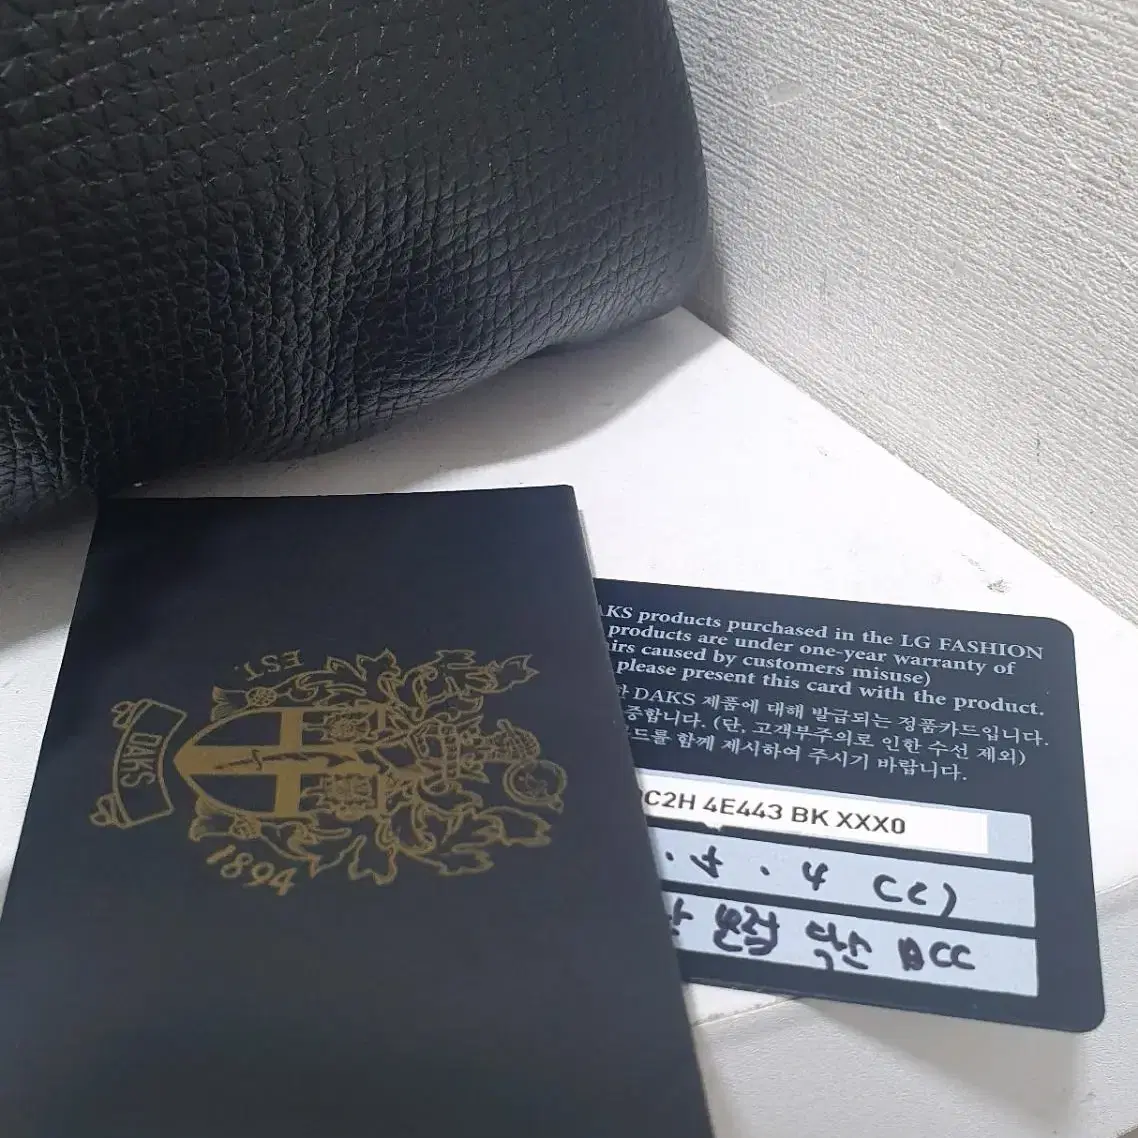 EST.
DAKS
1894
AKS products purchased in the LG FASHION
products are under one-year warranty of
irs caused by customers misuse)
please present this card with the product.
한 DAKS 제품에 대해 발급되는 정품카드입니다.
증합니다. (단, 고객부주의로 인한 수선 제외)
드를 함께 제시하여 주시기 바랍니다.
C2H 4E443 BK XXX0